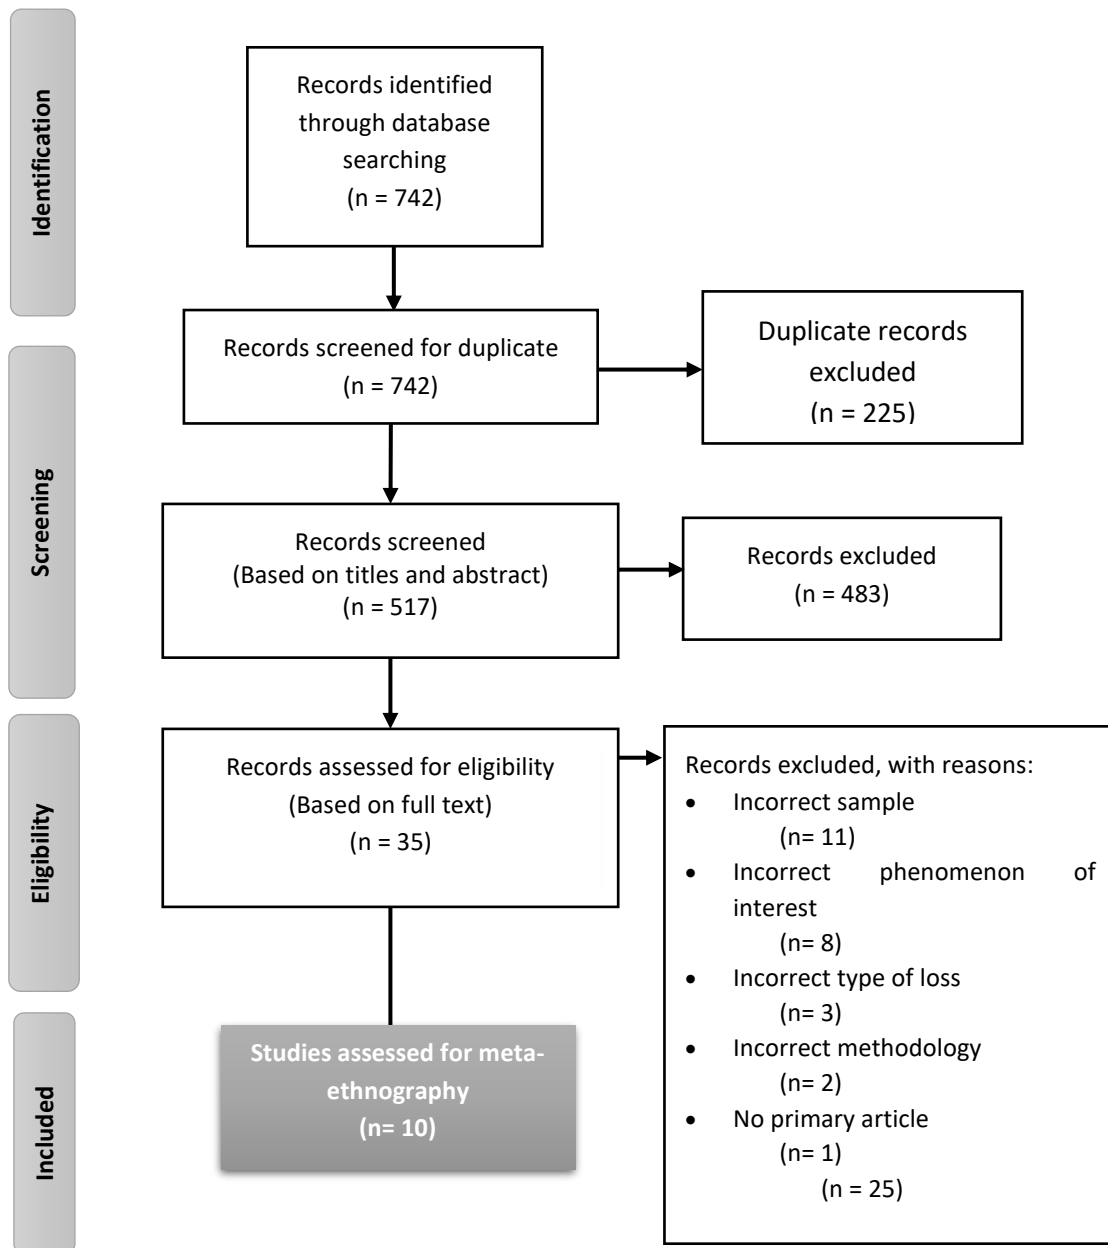 Identification
Records identified
through database
searching
(n = 742)
Records screened for duplicate
(n = 742)
Duplicate records
excluded
(n = 225)
Screening
Records screened
(Based on titles and abstract)
(n = 517)
Records excluded
(n = 483)
Eligibility
Records assessed for eligibility
(Based on full text)
(n = 35)
Records excluded, with reasons:
• Incorrect sample
(n= 11)
• Incorrect phenomenon of
interest
(n= 8)
• Incorrect type of loss
(n= 3)
• Incorrect methodology
(n= 2)
• No primary article
(n= 1)
(n = 25)
Included
Studies assessed for meta-
ethnography
(n= 10)